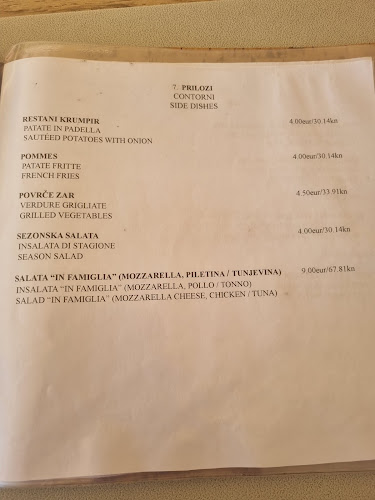 7. PRILOZI
CONTORNI
SIDE DISHES
RESTANI KRUMPIR 4.00eur/30.14kn
PATATE IN PADELLA
SAUTEED POTATOES WITH ONION
POMMES 4.00eur/30.14kn
PATATE FRITTE
FRENCH FRIES
POVRČE ŽAR 4.50eur/33.91kn
VERDURE GRIGLIATE
GRILLED VEGETABLES
SEZONSKA SALATA 4.00eur/30.14kn
INSALATA DI STAGIONE
SEASON SALAD
SALATA "IN FAMIGLIA" (MOZZARELLA, PILETINA / TUNJEVINA) 9.00eur/67.81kn
INSALATA "IN FAMIGLIA" (MOZZARELLA, POLLO / TONNO)
SALAD "IN FAMIGLIA" (MOZZARELLA CHEESE, CHICKEN / TUNA)